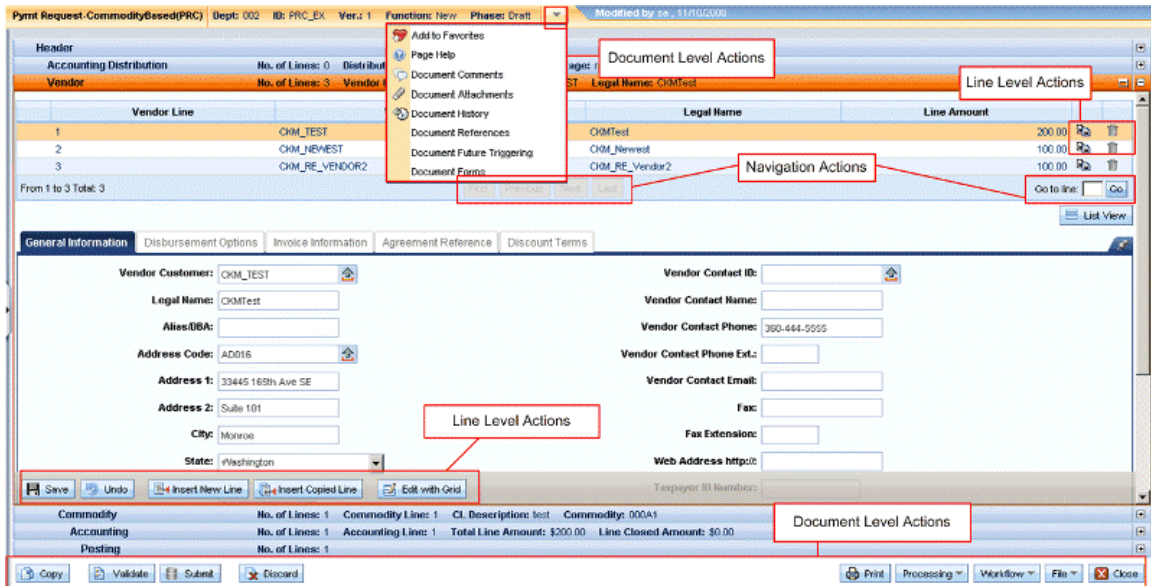 Pymt Request-CommodityBased(PRC) Dept: 002 ID: PRC_EX Ver.: 1 Function: New Phase: Draft Modified by sa , 11/10/2008
Add to Favorites
Page Help
Document Comments
Document Attachments
Document History
Document References
Document Future Triggering
Document Forms
Document Level Actions
Line Level Actions
Header
Accounting Distribution No. of Lines: 0
Vendor No. of Lines: 3 Legal Name: CKMTest
Vendor Line Legal Name Line Amount
1 CKM_TEST CKMTest 200.00
2 CKM_NEWEST CKM_Newest 100.00
3 CKM_RE_VENDOR2 CKM_RE_Vendor2 100.00
Navigation Actions
From 1 to 3 Total: 3 First Previous Next Last Go to line: Go
List View
General Information Disbursement Options Invoice Information Agreement Reference Discount Terms
Vendor Customer: CKM_TEST Vendor Contact ID:
Legal Name: CKMTest Vendor Contact Name:
Alias/DBA: Vendor Contact Phone: 360-444-5555
Address Code: AD016 Vendor Contact Phone Ext.:
Address 1: 33445 165th Ave SE Vendor Contact Email:
Address 2: Suite 101 Fax:
City: Monroe Fax Extension:
State: Washington Web Address http://:
Line Level Actions
Save Undo Insert New Line Insert Copied Line Edit with Grid Taxpayer ID Number:
Commodity No. of Lines: 1 Commodity Line: 1 CL Description: test Commodity: 000A1
Accounting No. of Lines: 1 Accounting Line: 1 Total Line Amount: $200.00 Line Closed Amount: $0.00
Posting No. of Lines: 1
Document Level Actions
Copy Validate Submit Discard Print Processing Workflow File Close